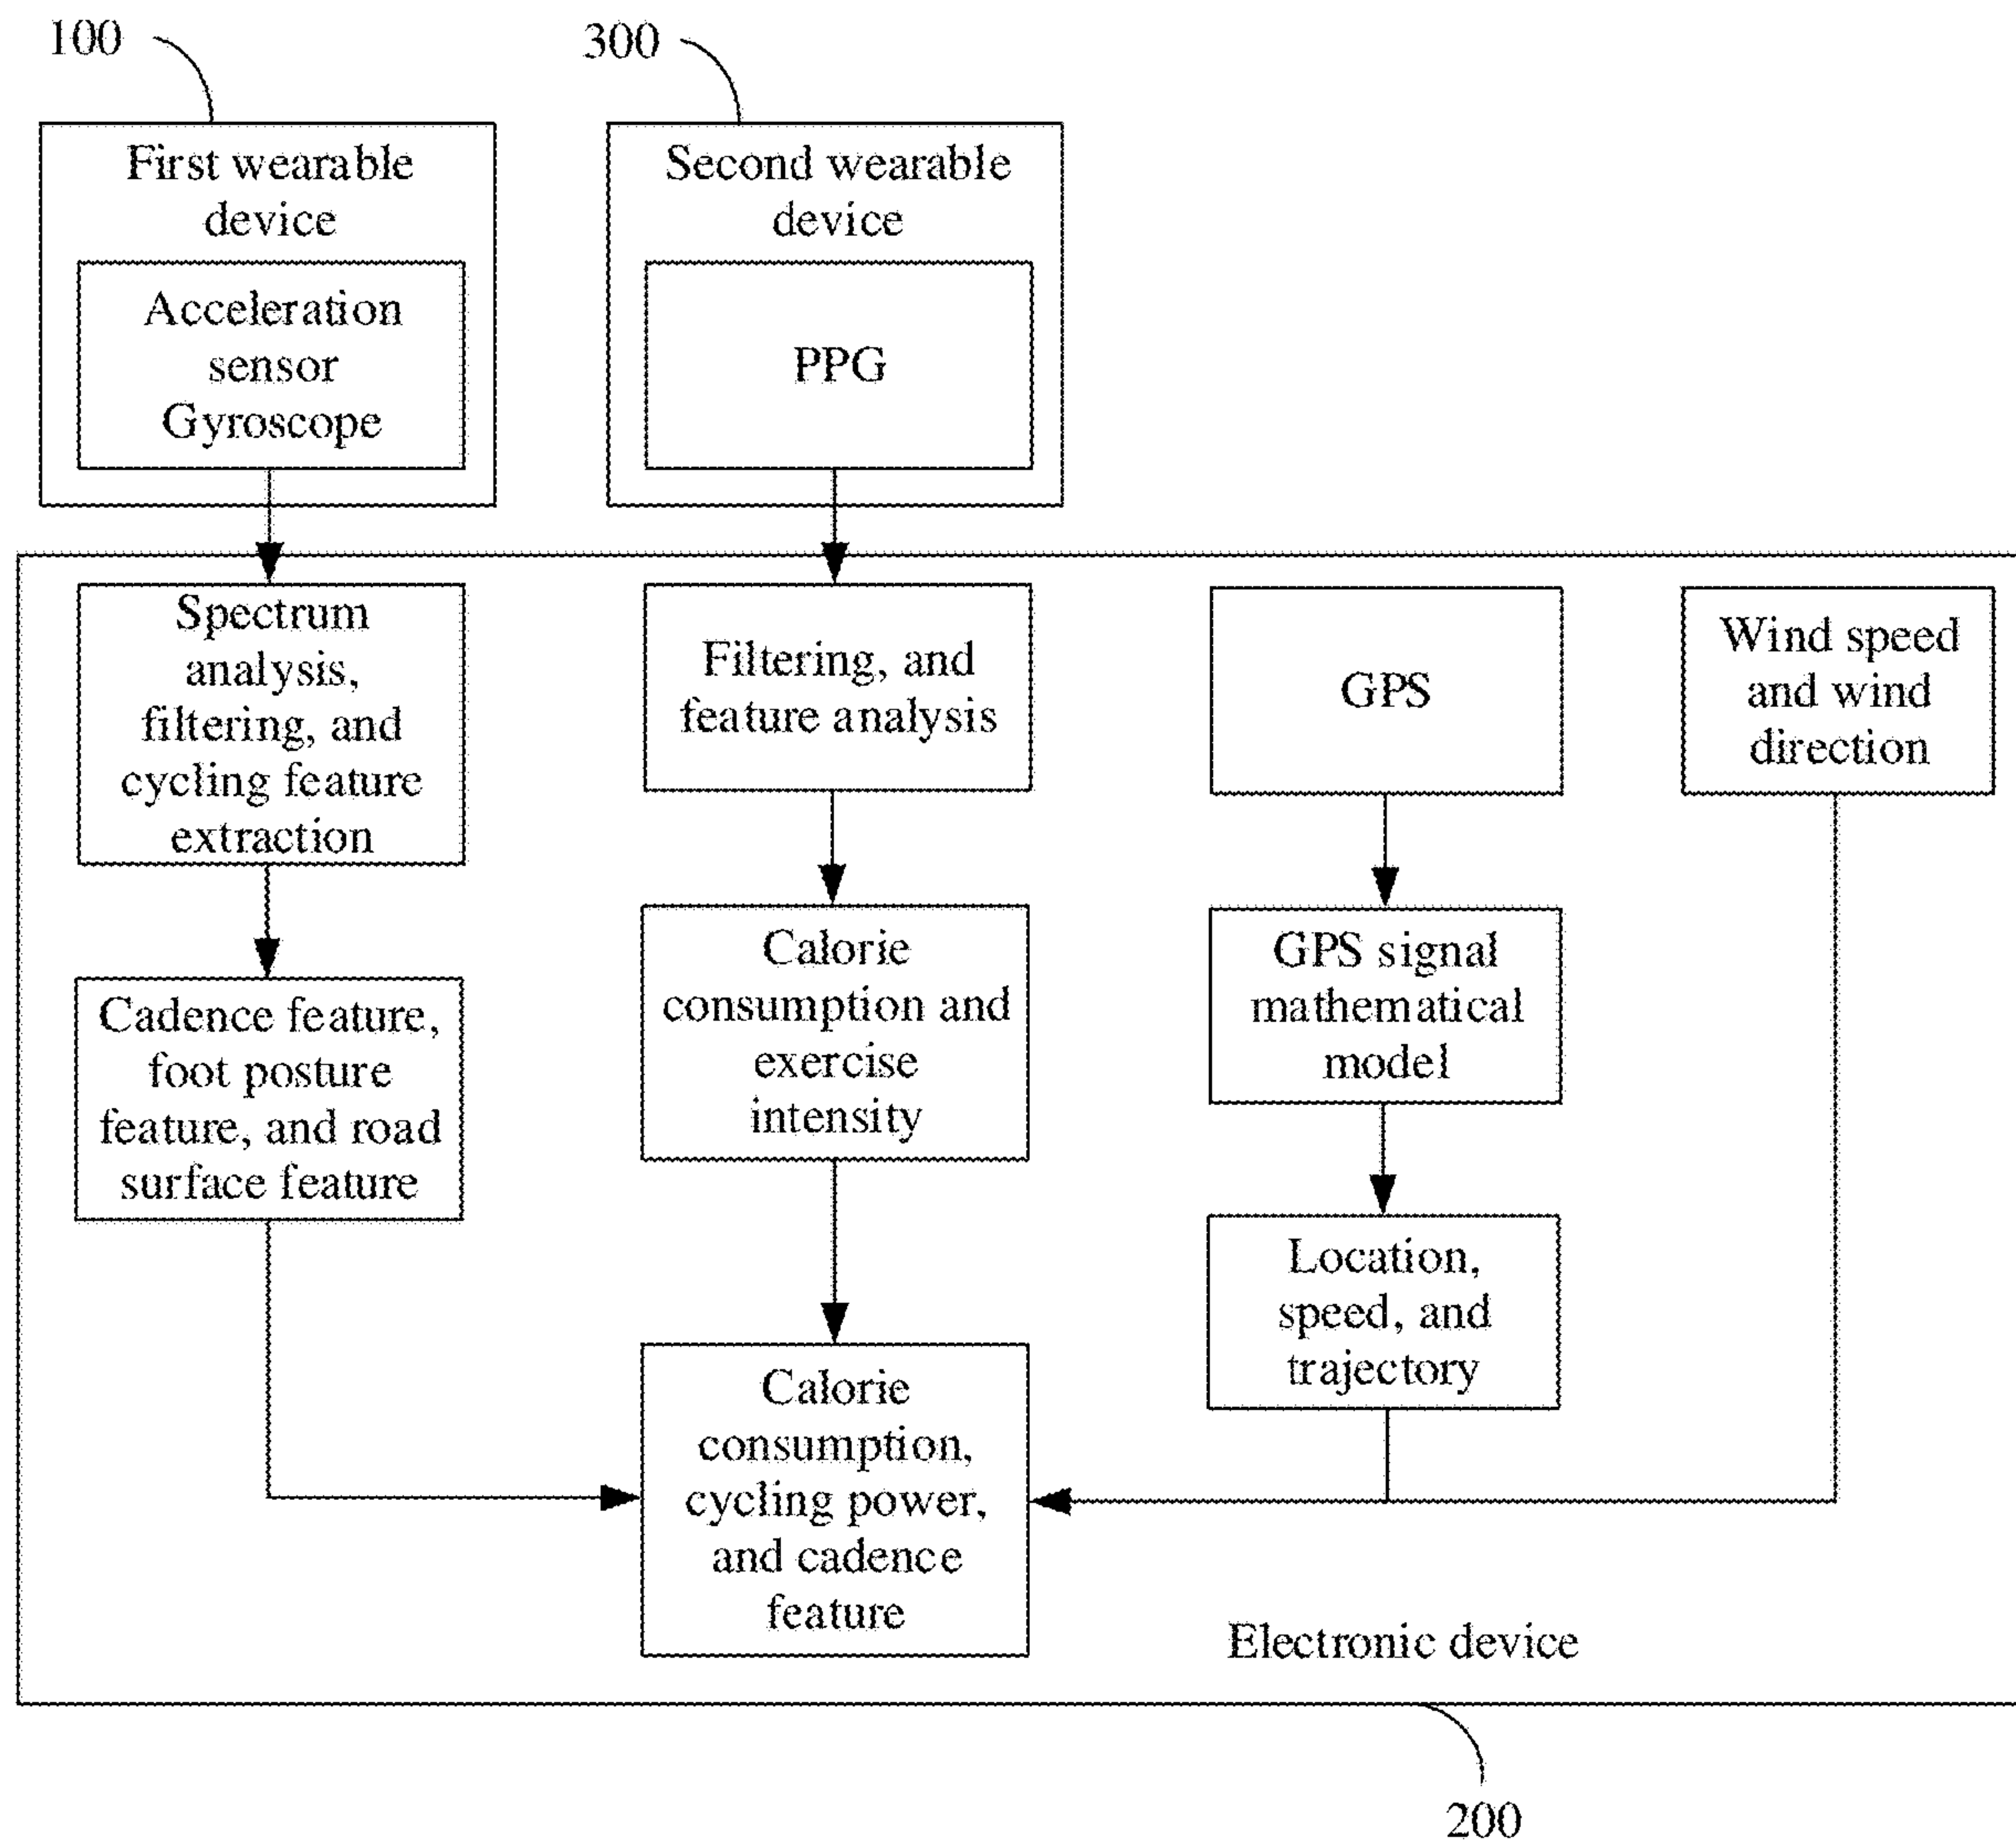 100
300
First wearable
device
Acceleration
sensor
Gyroscope
Second wearable
device
PPG
Spectrum
analysis,
filtering, and
cycling feature
extraction
Cadence feature,
foot posture
feature, and road
surface feature
Filtering, and
feature analysis
Calorie
consumption and
exercise
intensity
Calorie
consumption,
cycling power,
and cadence
feature
GPS
GPS signal
mathematical
model
Location,
speed, and
trajectory
Wind speed
and wind
direction
Electronic device
200